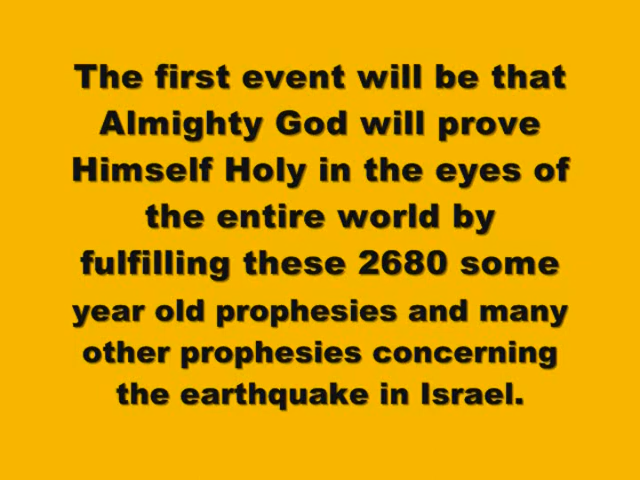 The first event will be that
Almighty God will prove
Himself Holy in the eyes of
the entire world by
fulfilling these 2680 some
year old prophesies and many
other prophesies concerning
the earthquake in Israel.